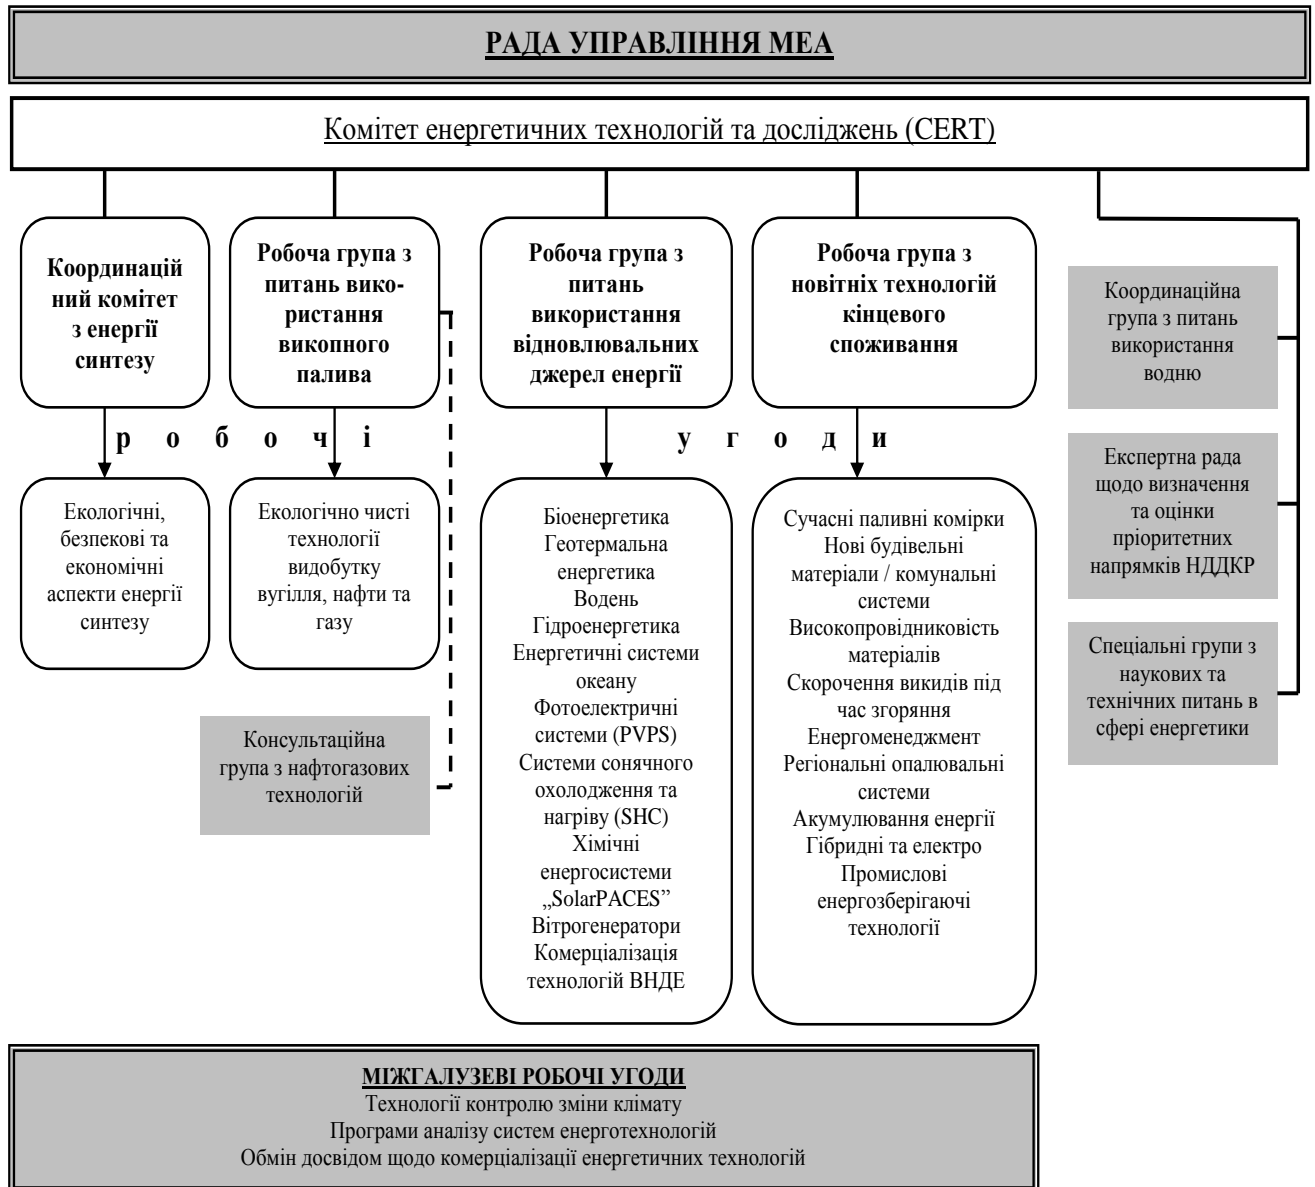 РАДА УПРАВЛІННЯ МЕА
Комітет енергетичних технологій та досліджень (CERT)
Координацій
ний комітет
з енергії
синтезу
Робоча група з
питань вико-
ристання
викопного
палива
Робоча група з
питань
використання
відновлювальних
джерел енергії
Робоча група з
новітніх технологій
кінцевого
споживання
Координаційна
група з питань
використання
водню
Експертна рада
щодо визначення
та оцінки
пріоритетних
напрямків НДДКР
Спеціальні групи з
наукових та
технічних питань в
сфері енергетики
р о б о ч і у г о д и
Екологічні,
безпекові та
економічні
аспекти енергії
синтезу
Екологічно чисті
технології
видобутку
вугілля, нафти та
газу
Консультаційна
група з нафтогазових
технологій
Біоенергетика
Геотермальна
енергетика
Водень
Гідроенергетика
Енергетичні системи
океану
Фотоелектричні
системи (PVPS)
Системи сонячного
охолодження та
нагріву (SHC)
Хімічні
енергосистеми
„SolarPACES”
Вітрогенератори
Комерціалізація
технологій ВНДЕ
Сучасні паливні комірки
Нові будівельні
матеріали / комунальні
системи
Високопровідниковість
матеріалів
Скорочення викидів під
час згоряння
Енергоменеджмент
Регіональні опалювальні
системи
Акумулювання енергії
Гібридні та електро
Промислові
енергозберігаючі
технології
МІЖГАЛУЗЕВІ РОБОЧІ УГОДИ
Технології контролю зміни клімату
Програми аналізу систем енерготехнологій
Обмін досвідом щодо комерціалізації енергетичних технологій